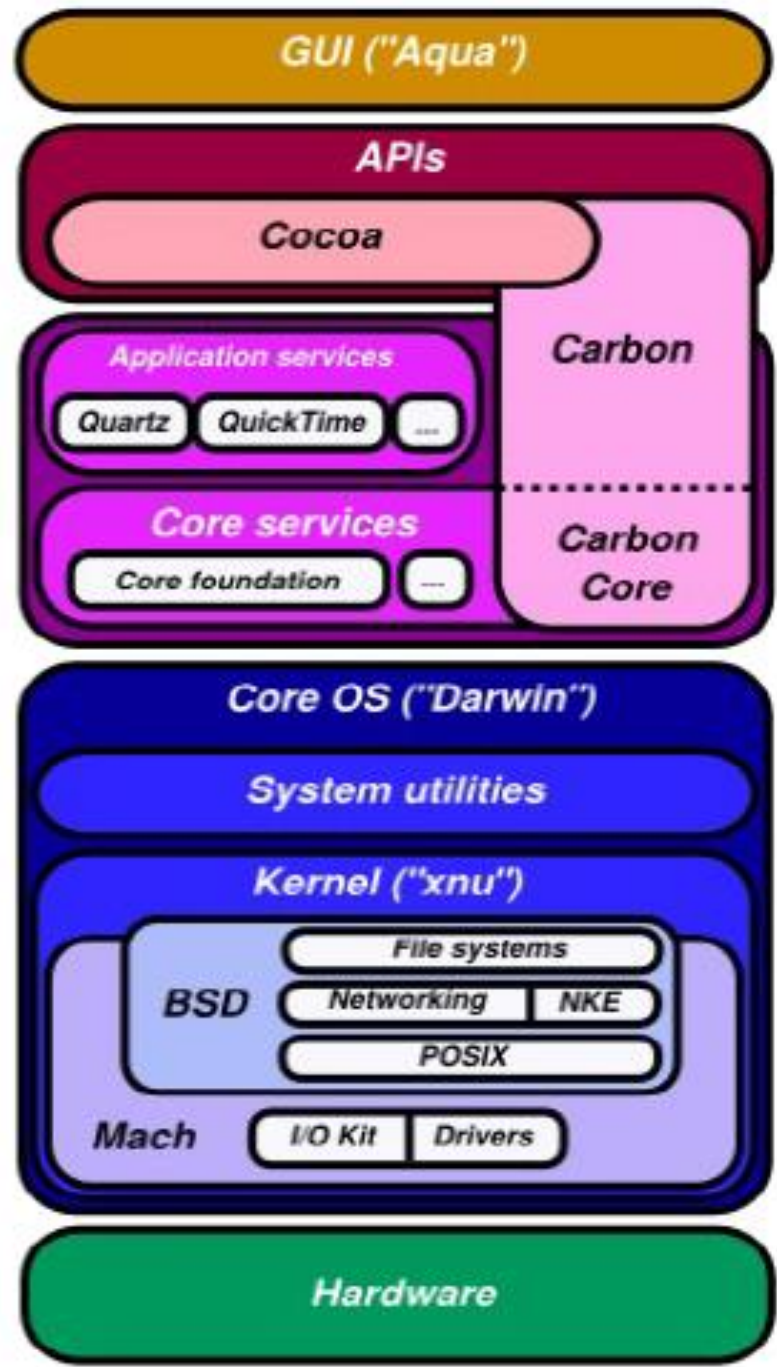 GUI ("Aqua")
APIs
Cocoa
Carbon
Application services
Quartz QuickTime ...
Core services
Core foundation ...
Carbon
Core
Core OS ("Darwin")
System utilities
Kernel ("xnu")
BSD
File systems
Networking NKE
POSIX
Mach
I/O Kit Drivers
Hardware